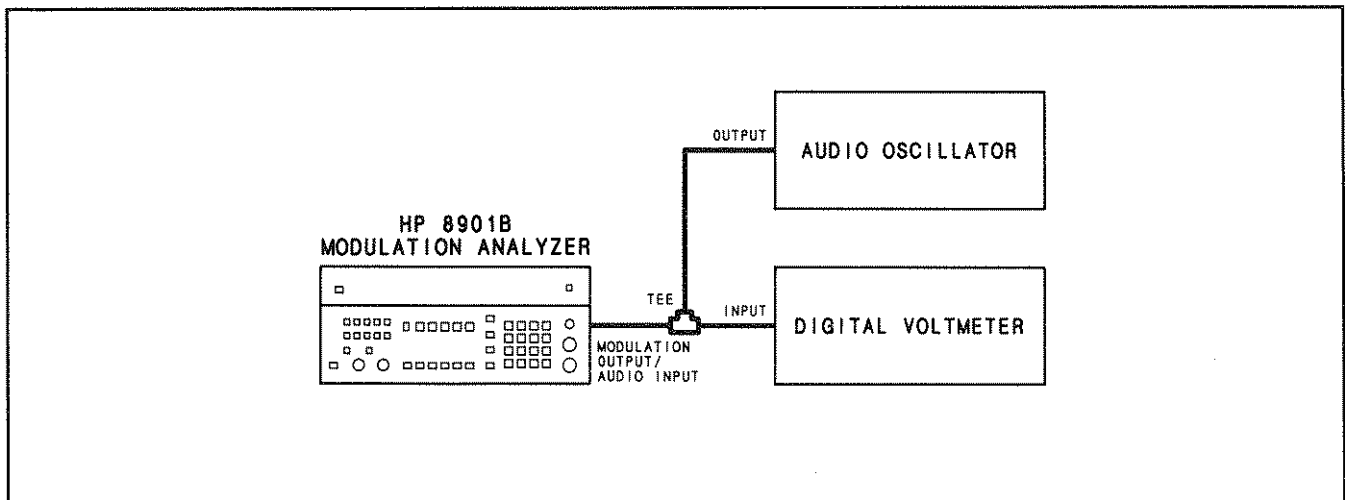 OUTPUT
AUDIO OSCILLATOR
HP 8901B
MODULATION ANALYZER
TEE
INPUT
DIGITAL VOLTMETER
MODULATION
OUTPUT/
AUDIO INPUT